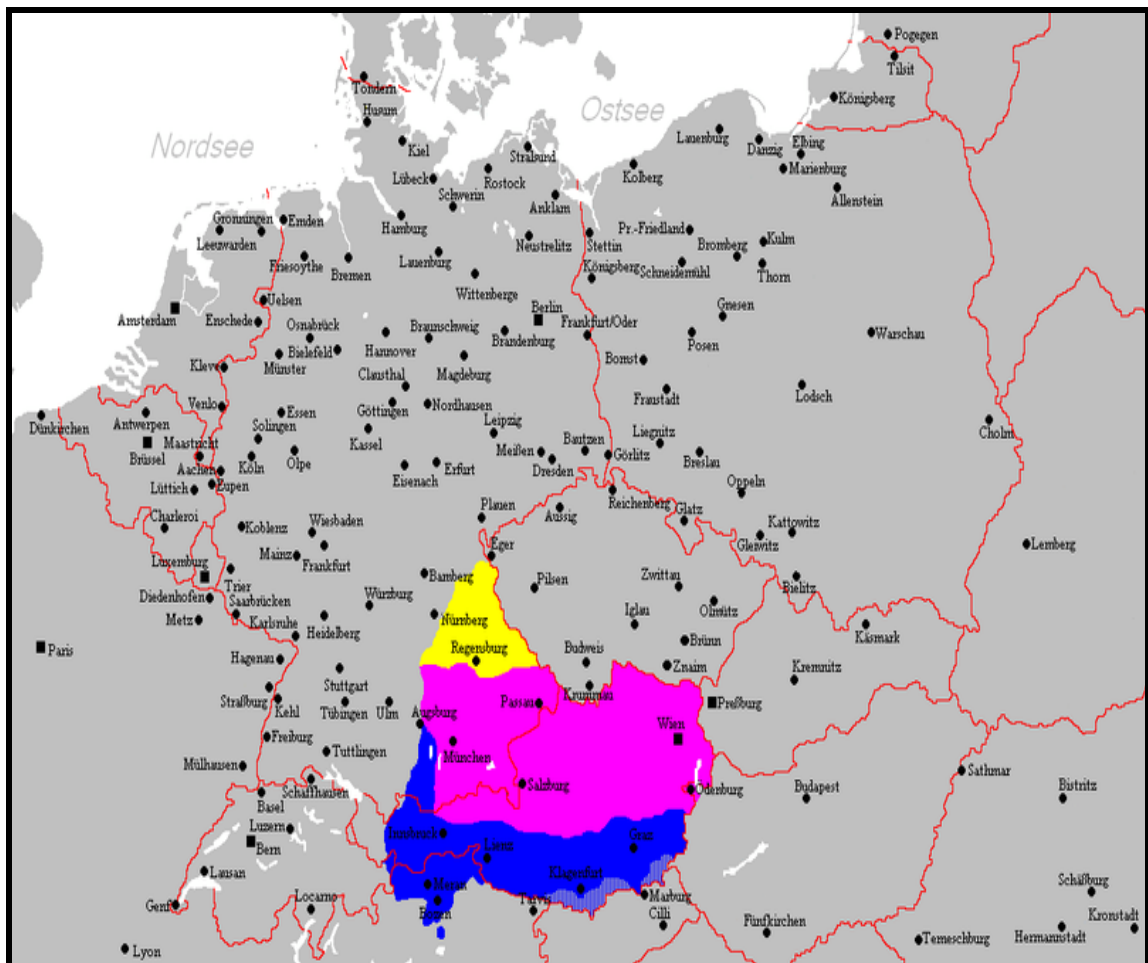 Pogegen
Tilsit
Tondern
Königsberg
Husum
Ostsee
Nordsee
Lauenburg
Danzig
Elbing
Kiel
Stralsund
Marienburg
Lübeck
Rostock
Kolberg
Schwerin
Allenstein
Anklam
Gronningen
Emden
Hamburg
Leeuwarden
Neustrelitz
Stettin
Pr.-Friedland
Bromberg
Kulm
Friesoythe
Bremen
Lauenburg
Königsberg
Schneidemühl
Thorn
Wittenberge
Uelsen
Berlin
Gnesen
Amsterdam
Enschede
Osnabrück
Braunschweig
Brandenburg
Frankfurt/Oder
Warschau
Hannover
Posen
Bielefeld
Münster
Bomst
Kleve
Clausthal
Magdeburg
Fraustadt
Lodsch
Venlo
Göttingen
Nordhausen
Essen
Dünkirchen
Antwerpen
Solingen
Leipzig
Cholm
Maastricht
Kassel
Liegnitz
Brüssel
Meißen
Bautzen
Görlitz
Breslau
Aachen
Köln
Olpe
Erfurt
Dresden
Eisenach
Lüttich
Eupen
Oppeln
Reichenberg
Plauen
Aussig
Glatz
Charleroi
Koblenz
Wiesbaden
Kattowitz
Gleiwitz
Lemberg
Eger
Mainz
Frankfurt
Luxemburg
Trier
Bamberg
Pilsen
Zwittau
Bielitz
Diedenhofen
Würzburg
Saarbrücken
Olmütz
Metz
Karlsruhe
Heidelberg
Nürnberg
Iglau
Käsmark
Paris
Brünn
Regensburg
Hagenau
Budweis
Znaim
Kremnitz
Stuttgart
Straßburg
Kehl
Tübingen
Ulm
Passau
Krummau
Preßburg
Augsburg
Wien
Freiburg
München
Tuttlingen
Mülhausen
Sathmar
Schaffhausen
Salzburg
Ödenburg
Budapest
Bistritz
Basel
Luzern
Innsbruck
Graz
Bern
Lienz
Lausan
Klagenfurt
Meran
Schäßburg
Marburg
Genf
Locarno
Bozen
Tarvis
Cilli
Fünfkirchen
Kronstadt
Hermannstadt
Temeschburg
Lyon